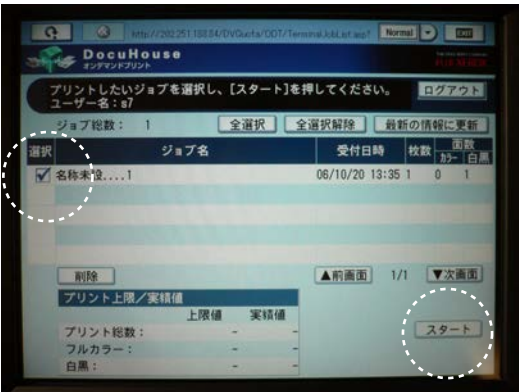 http://202.251.188.84/DVQuota/ODT/TerminalJobList.asp? Normal EXIT
DocuHouse
オンデマンドプリント
プリントしたいジョブを選択し、[スタート]を押してください。 ログアウト
ユーザー名：s7
ジョブ総数： 1 全選択 全選択解除 最新の情報に更新
選択 ジョブ名 受付日時 枚数 面数
カラー 白黒
名称未設....1 06/10/20 13:35 1 0 1
削除 ▲前画面 1/1 ▼次画面
プリント上限／実績値
上限値 実績値
スタート
プリント総数： - -
フルカラー： - -
白黒： - -